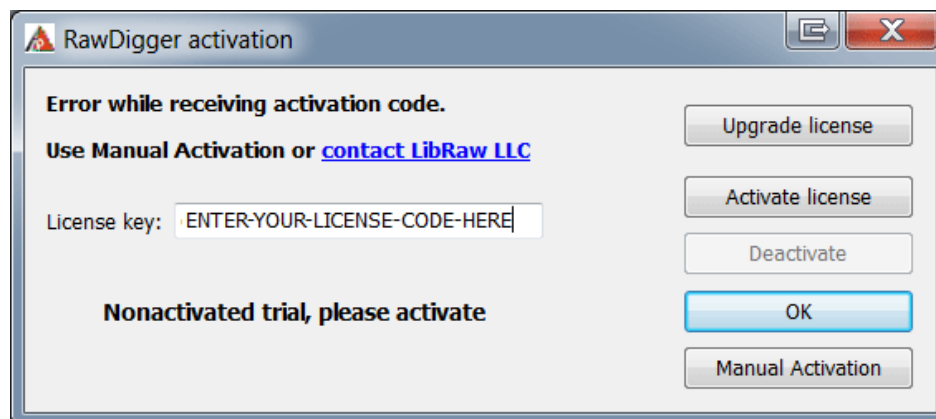 RawDigger activation
Error while receiving activation code.
Use Manual Activation or contact LibRaw LLC
License key: ENTER-YOUR-LICENSE-CODE-HERE
Nonactivated trial, please activate
Upgrade license
Activate license
Deactivate
OK
Manual Activation